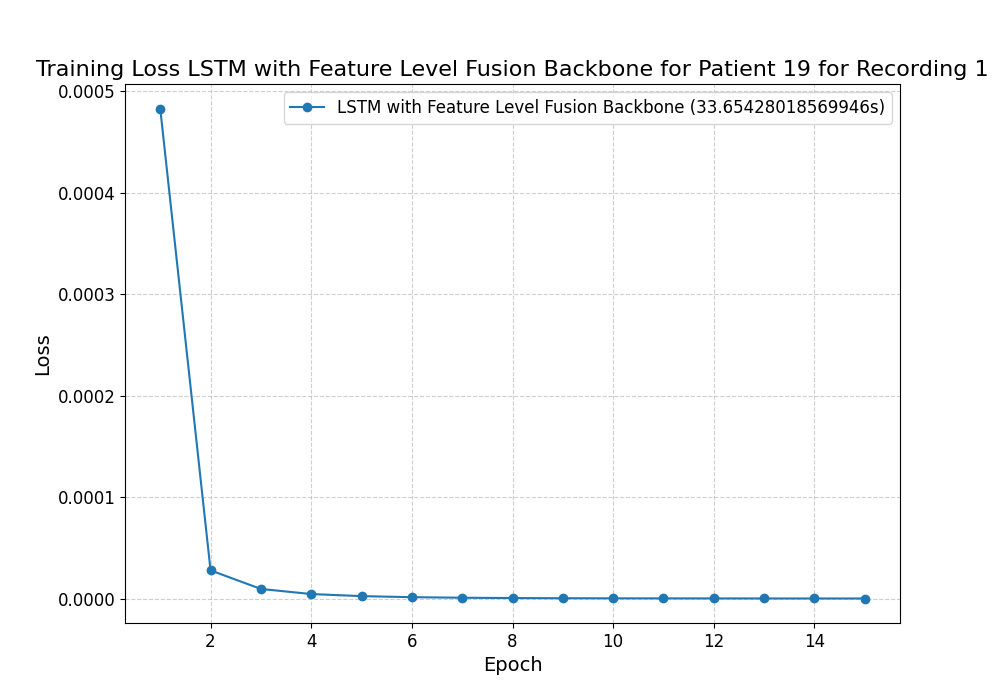 Training Loss LSTM with Feature Level Fusion Backbone for Patient 19 for Recording 1
LSTM with Feature Level Fusion Backbone (33.65428018569946s)
0.0005
0.0004
0.0003
0.0002
0.0001
0.0000
Loss
2 4 6 8 10 12 14
Epoch